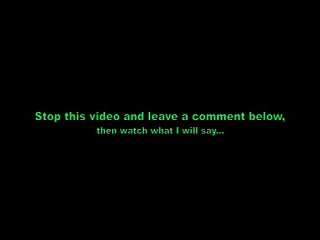 Stop this video and leave a comment below,
then watch what I will say...